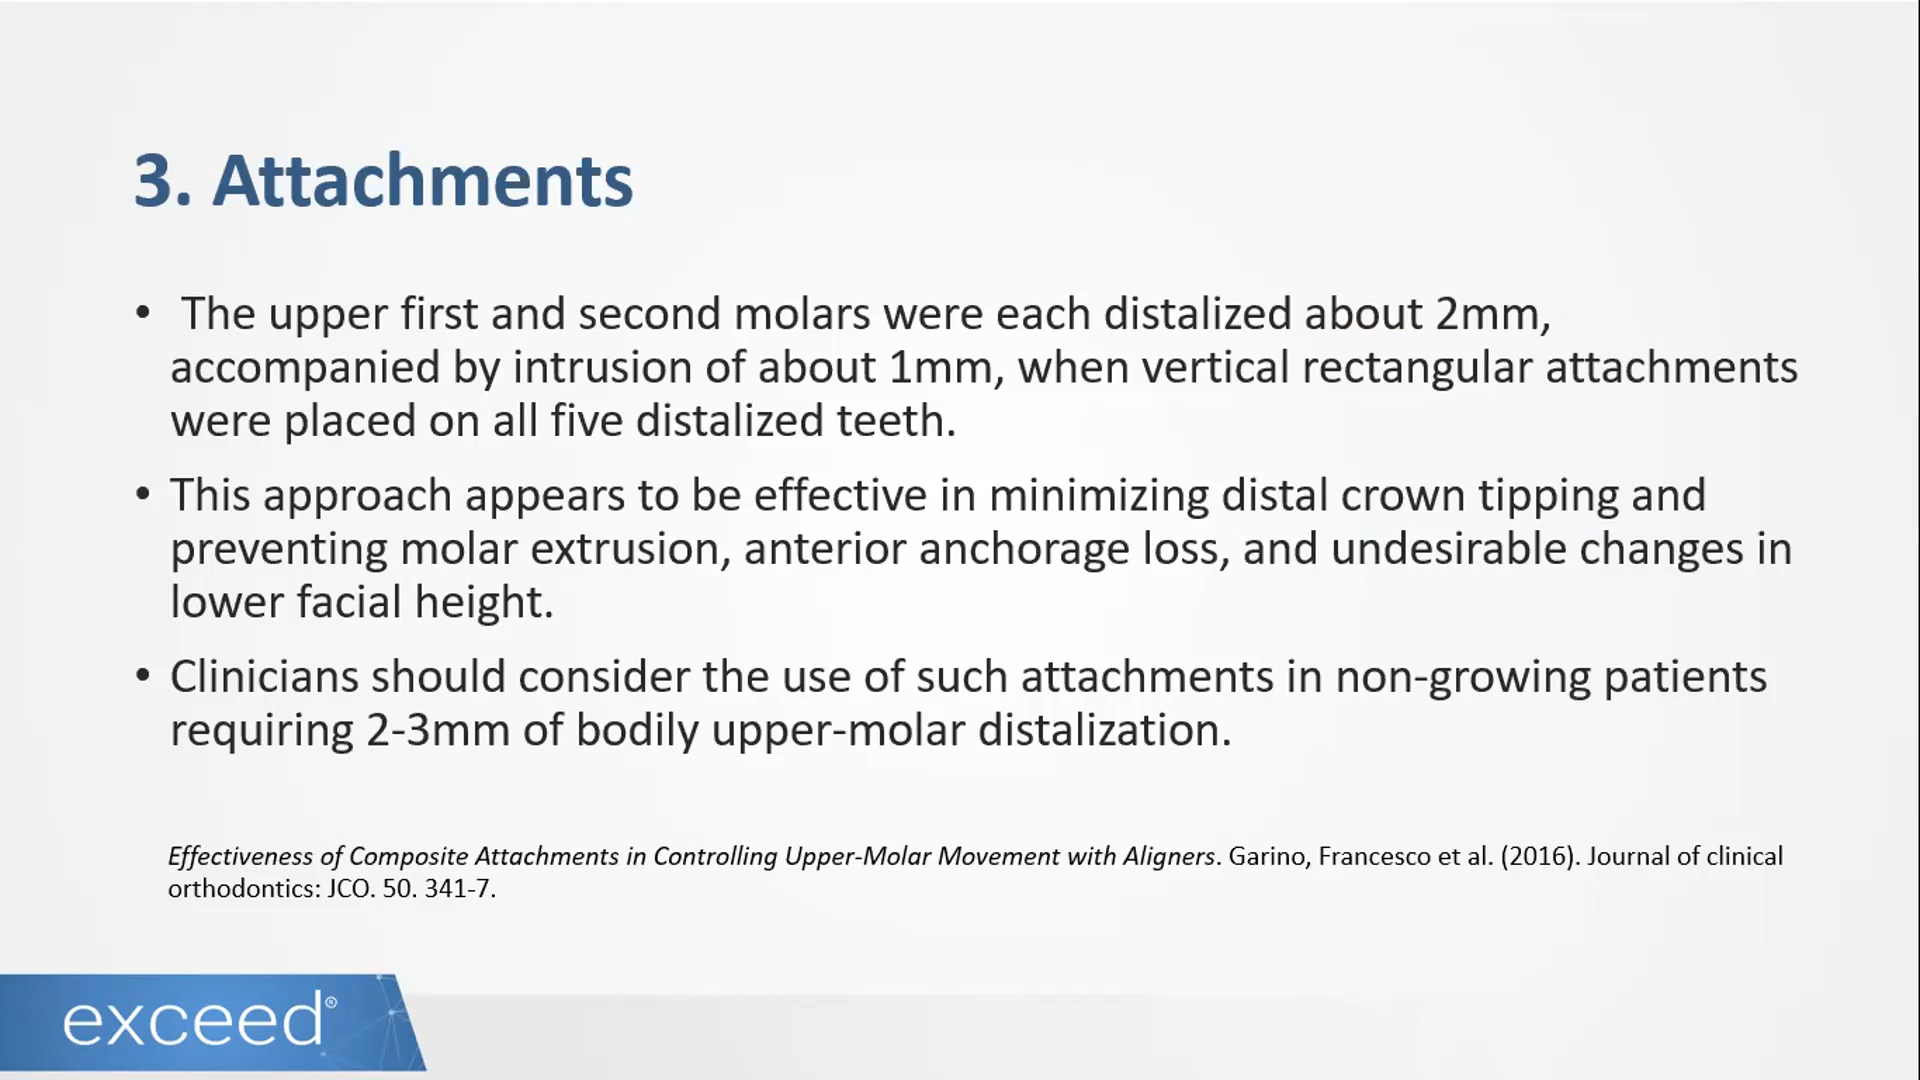 3. Attachments
• The upper first and second molars were each distalized about 2mm,
accompanied by intrusion of about 1mm, when vertical rectangular attachments
were placed on all five distalized teeth.
• This approach appears to be effective in minimizing distal crown tipping and
preventing molar extrusion, anterior anchorage loss, and undesirable changes in
lower facial height.
• Clinicians should consider the use of such attachments in non-growing patients
requiring 2-3mm of bodily upper-molar distalization.
Effectiveness of Composite Attachments in Controlling Upper-Molar Movement with Aligners. Garino, Francesco et al. (2016). Journal of clinical
orthodontics: JCO. 50. 341-7.
exceed®